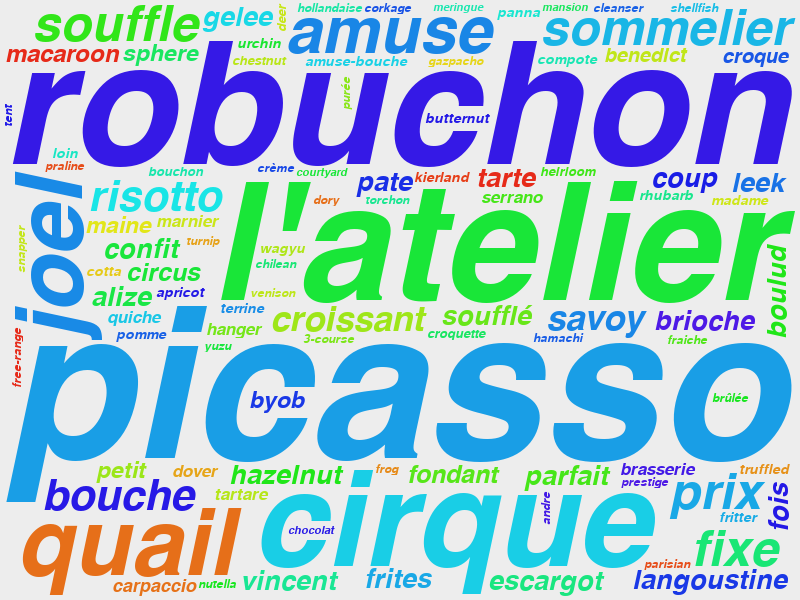 souffle gelee deer hollandaise corkage meringue panna mansion cleanser shellfish
amuse sommelier
macaroon sphere urchin chestnut amuse-bouche gazpacho compote benedict croque
robuchon
tent purée butternut
loin praline bouchon crème courtyard heirloom
joel risotto pate kierland tarte serrano coup rhubarb leek madame
l'atelier
dory torchon
maine marnier snapper confit turnip wagyu boulud
cotta circus chilean
alize apricot venison
quiche terrine croissant soufflé savoy brioche
pomme hanger 3-course croquette hamachi fraiche
free-range yuzu
picasso
byob brûlée
petit dover hazelnut frog fondant parfait brasserie prestige truffled
bouche tartare cirque andre prix fritter fois
quail chocolat fixe
carpaccio nutella vincent frites escargot parisian langoustine